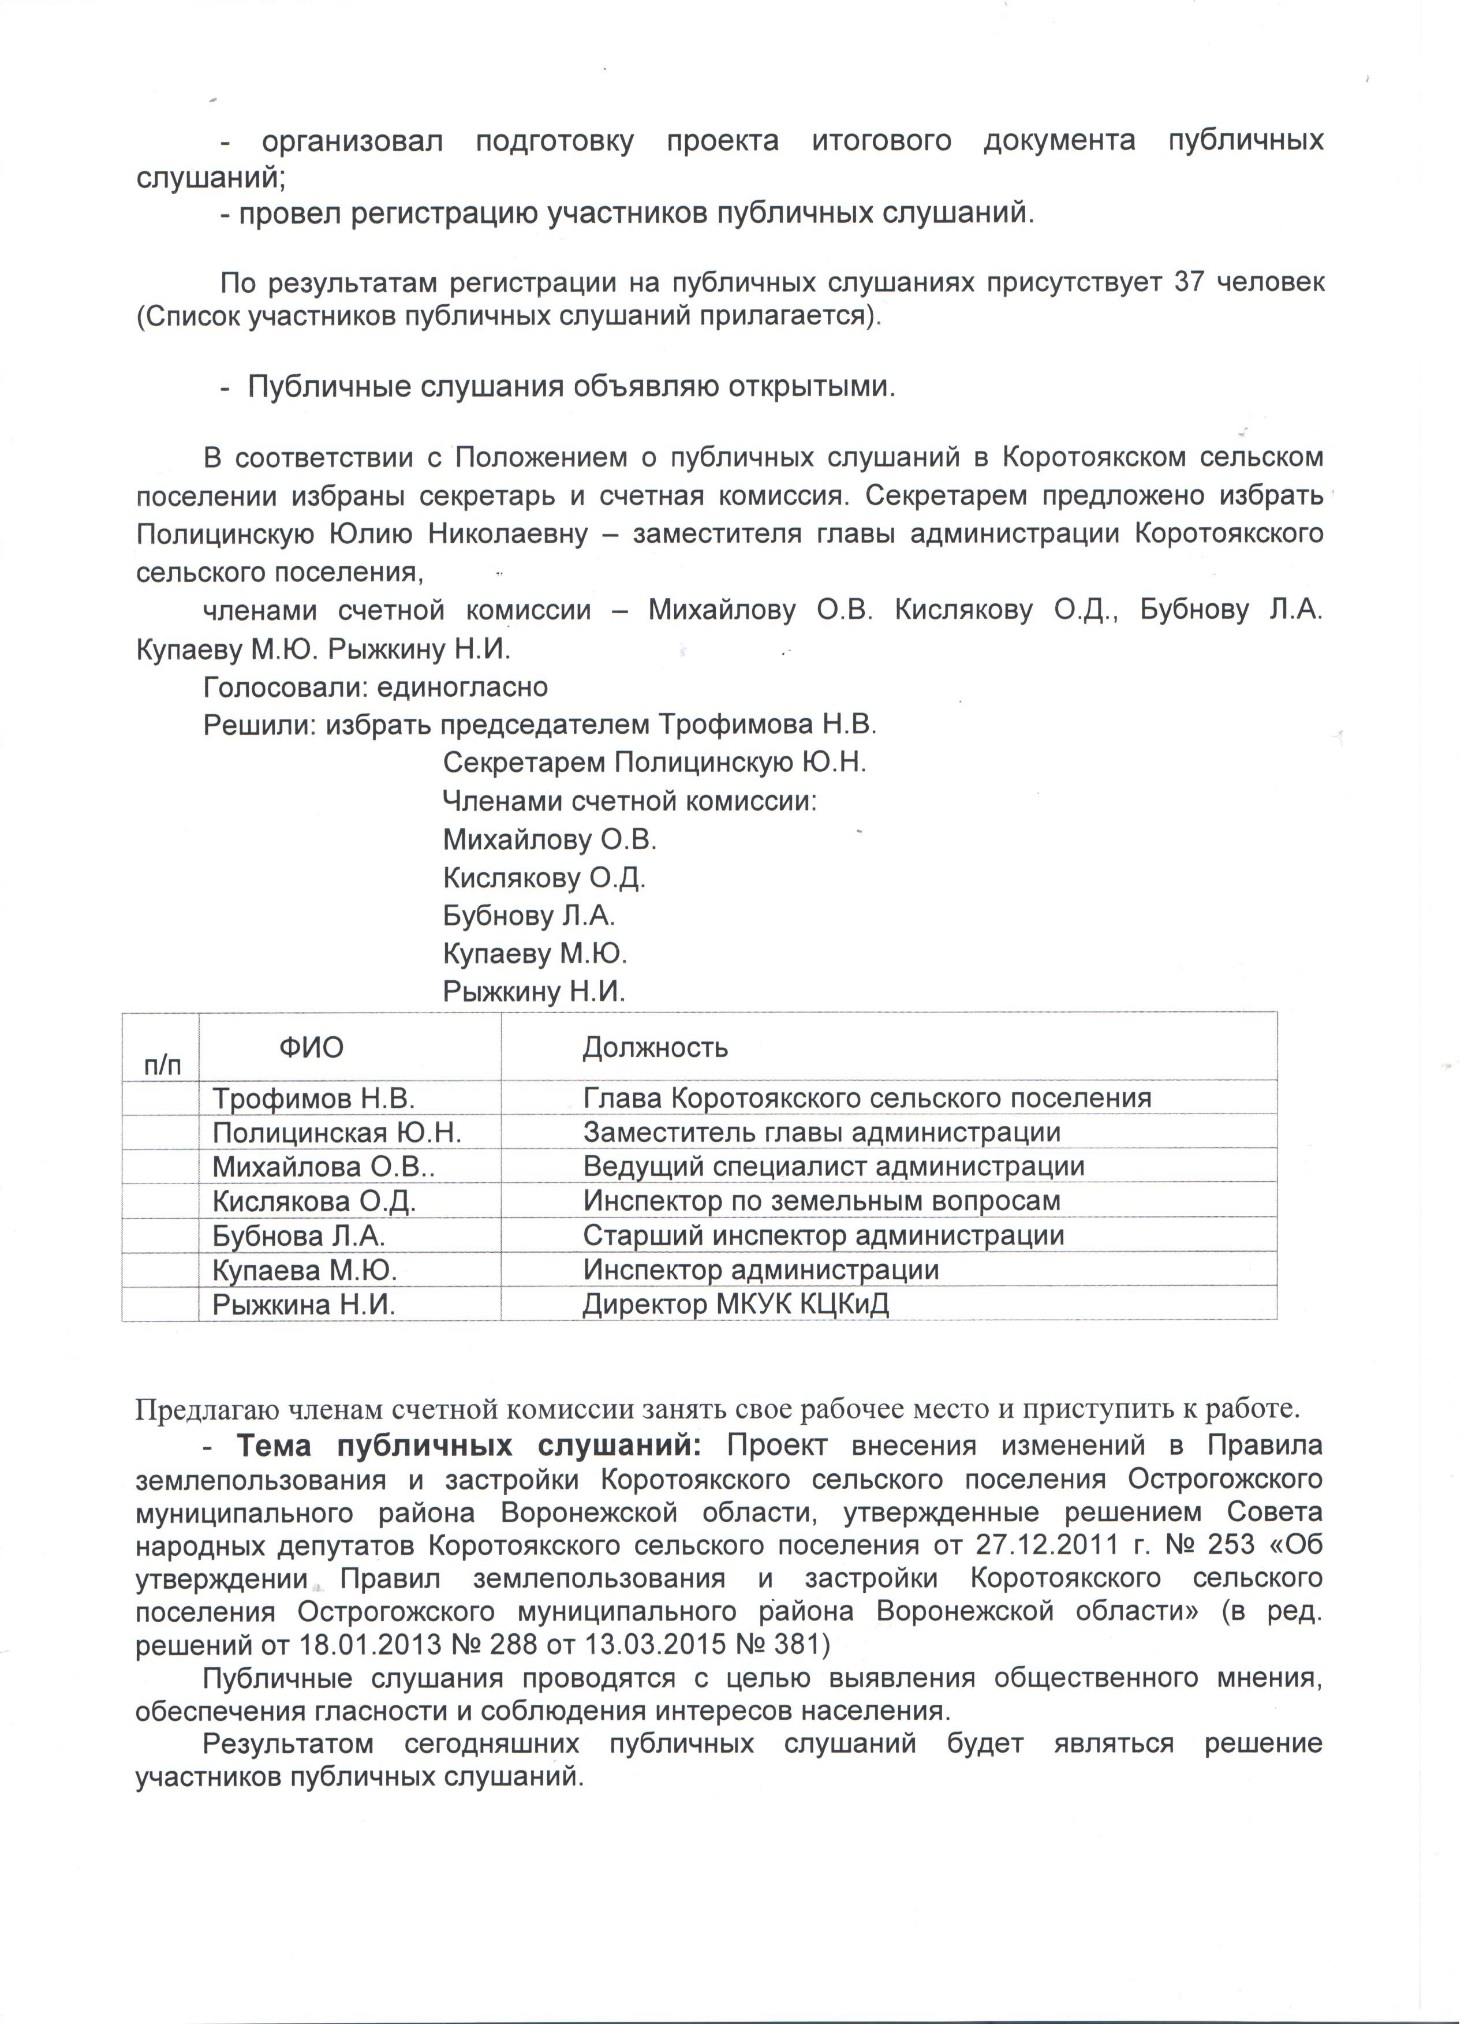 - организовал подготовку проекта итогового документа публичных
слушаний;
- провел регистрацию участников публичных слушаний.
По результатам регистрации на публичных слушаниях присутствует 37 человек
(Список участников публичных слушаний прилагается).
- Публичные слушания объявляю открытыми.
В соответствии с Положением о публичных слушаний в Коротоякском сельском
поселении избраны секретарь и счетная комиссия. Секретарем предложено избрать
Полицинскую Юлию Николаевну – заместителя главы администрации Коротоякского
сельского поселения,
членами счетной комиссии – Михайлову О.В. Кислякову О.Д., Бубнову Л.А.
Купаеву М.Ю. Рыжкину Н.И.
Голосовали: единогласно
Решили: избрать председателем Трофимова Н.В.
Секретарем Полицинскую Ю.Н.
Членами счетной комиссии:
Михайлову О.В.
Кислякову О.Д.
Бубнову Л.А.
Купаеву М.Ю.
Рыжкину Н.И.
п/п ФИО Должность
Трофимов Н.В. Глава Коротоякского сельского поселения
Полицинская Ю.Н. Заместитель главы администрации
Михайлова О.В.. Ведущий специалист администрации
Кислякова О.Д. Инспектор по земельным вопросам
Бубнова Л.А. Старший инспектор администрации
Купаева М.Ю. Инспектор администрации
Рыжкина Н.И. Директор МКУК КЦКиД
Предлагаю членам счетной комиссии занять свое рабочее место и приступить к работе.
- Тема публичных слушаний: Проект внесения изменений в Правила
землепользования и застройки Коротоякского сельского поселения Острогожского
муниципального района Воронежской области, утвержденные решением Совета
народных депутатов Коротоякского сельского поселения от 27.12.2011 г. № 253 «Об
утверждении Правил землепользования и застройки Коротоякского сельского
поселения Острогожского муниципального района Воронежской области» (в ред.
решений от 18.01.2013 № 288 от 13.03.2015 № 381)
Публичные слушания проводятся с целью выявления общественного мнения,
обеспечения гласности и соблюдения интересов населения.
Результатом сегодняшних публичных слушаний будет являться решение
участников публичных слушаний.